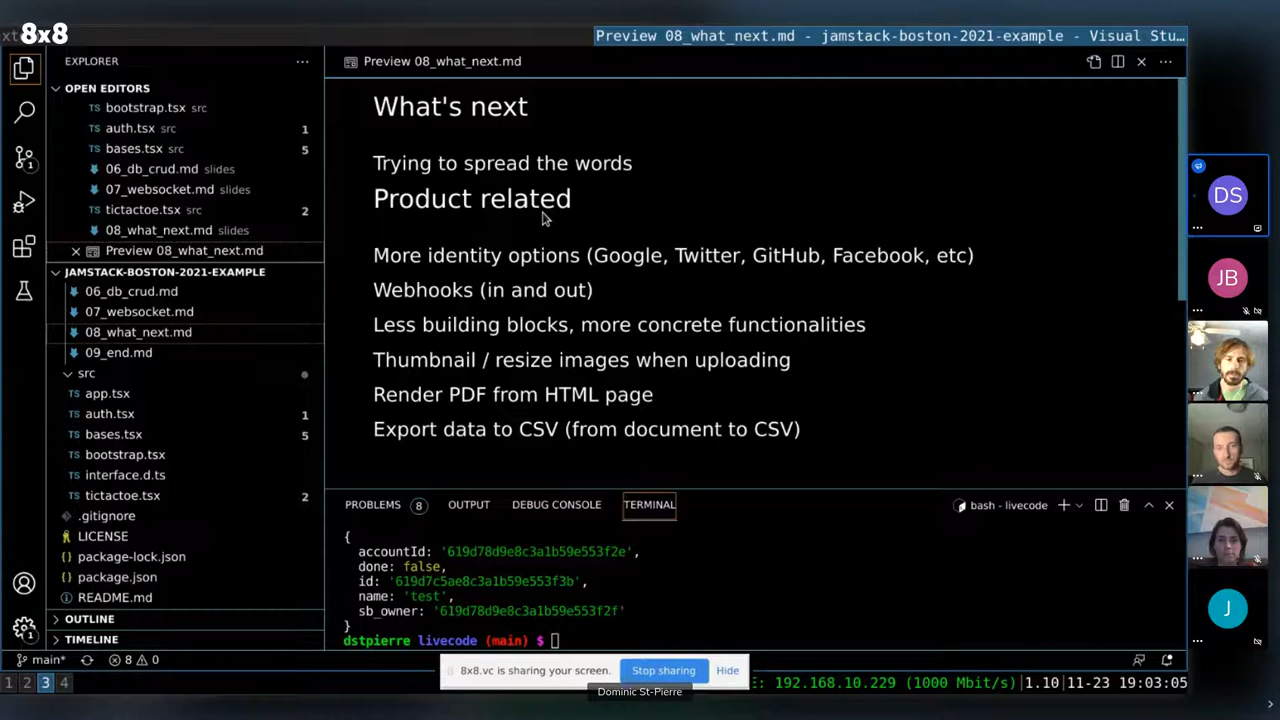 8x8
Preview 08_what_next.md - jamstack-boston-2021-example - Visual Stu…
EXPLORER
Preview 08_what_next.md
OPEN EDITORS
bootstrap.tsx src
auth.tsx src 1
bases.tsx src 5
06_db_crud.md slides
07_websocket.md slides
tictactoe.tsx src 2
08_what_next.md slides
Preview 08_what_next.md
JAMSTACK-BOSTON-2021-EXAMPLE
06_db_crud.md
07_websocket.md
08_what_next.md
09_end.md
src
TS app.tsx
TS auth.tsx 1
TS bases.tsx 5
TS bootstrap.tsx
TS interface.d.ts
TS tictactoe.tsx 2
.gitignore
LICENSE
package-lock.json
package.json
README.md
OUTLINE
TIMELINE
main* 8 0
1
1
What's next
Trying to spread the words
Product related
More identity options (Google, Twitter, GitHub, Facebook, etc)
Webhooks (in and out)
Less building blocks, more concrete functionalities
Thumbnail / resize images when uploading
Render PDF from HTML page
Export data to CSV (from document to CSV)
PROBLEMS 8 OUTPUT DEBUG CONSOLE TERMINAL bash - livecode
{
accountId: '619d78d9e8c3a1b59e553f2e',
done: false,
id: '619d7c5ae8c3a1b59e553f3b',
name: 'test',
sb_owner: '619d78d9e8c3a1b59e553f2f'
}
dstpierre livecode (main) $
8x8.vc is sharing your screen. Stop sharing Hide
Dominic St-Pierre
1 2 3 4
E: 192.168.10.229 (1000 Mbit/s)|1.10|11-23 19:03:05
DS
JB
J